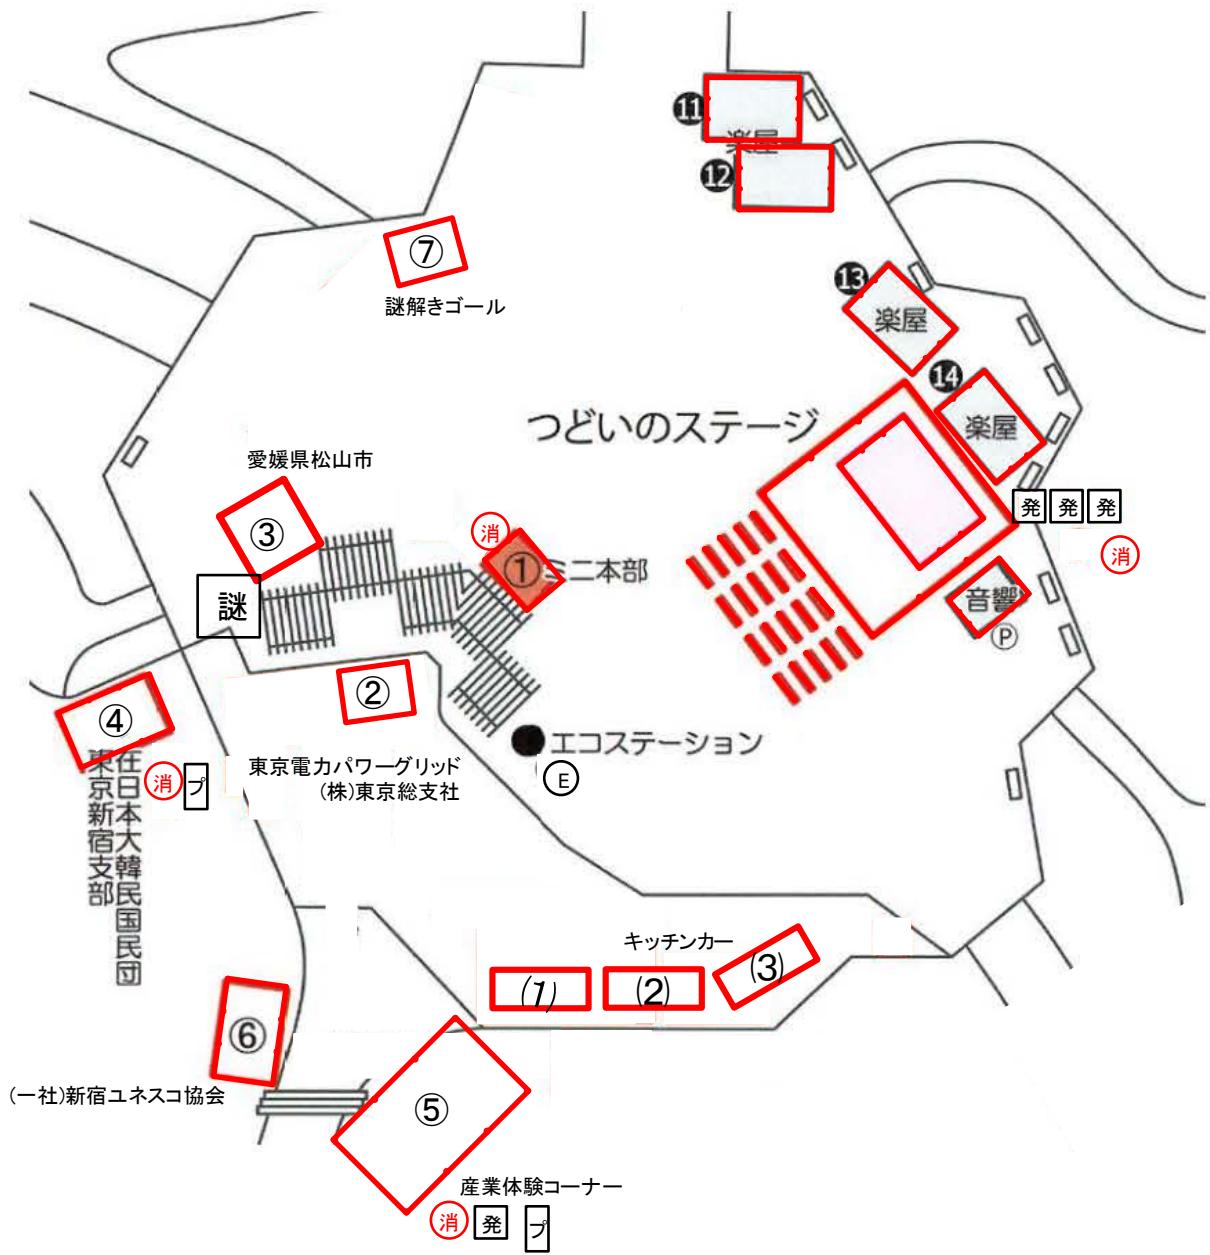 ⑪
楽屋
⑫
⑦
謎解きゴール
⑬
楽屋
⑭
楽屋
つどいのステージ
愛媛県松山市
③
消
①
ミニ本部
発 発 発
消
謎
音響
P
②
④
エコステーション
E
在日本大韓民国民団
東京新宿支部
消 プ
東京電力パワーグリッド
(株)東京総支社
キッチンカー
(1) (2) (3)
⑥
(一社)新宿ユネスコ協会
⑤
産業体験コーナー
消 発 プ